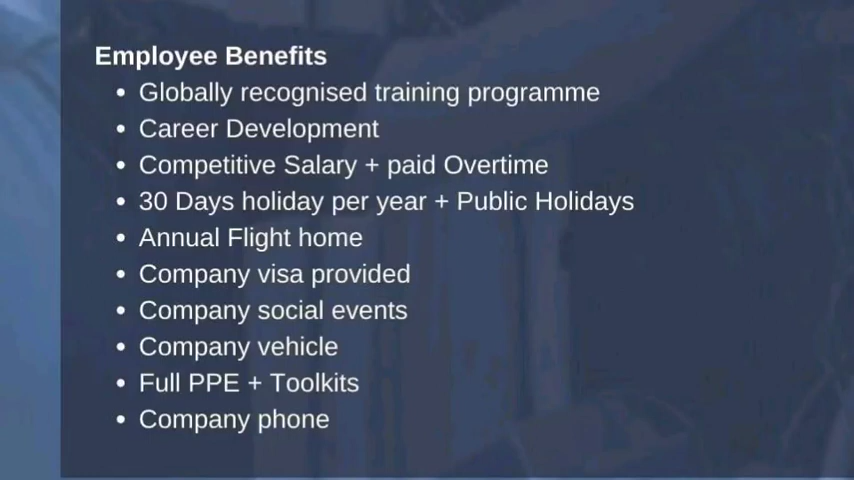 Employee Benefits
• Globally recognised training programme
• Career Development
• Competitive Salary + paid Overtime
• 30 Days holiday per year + Public Holidays
• Annual Flight home
• Company visa provided
• Company social events
• Company vehicle
• Full PPE + Toolkits
• Company phone